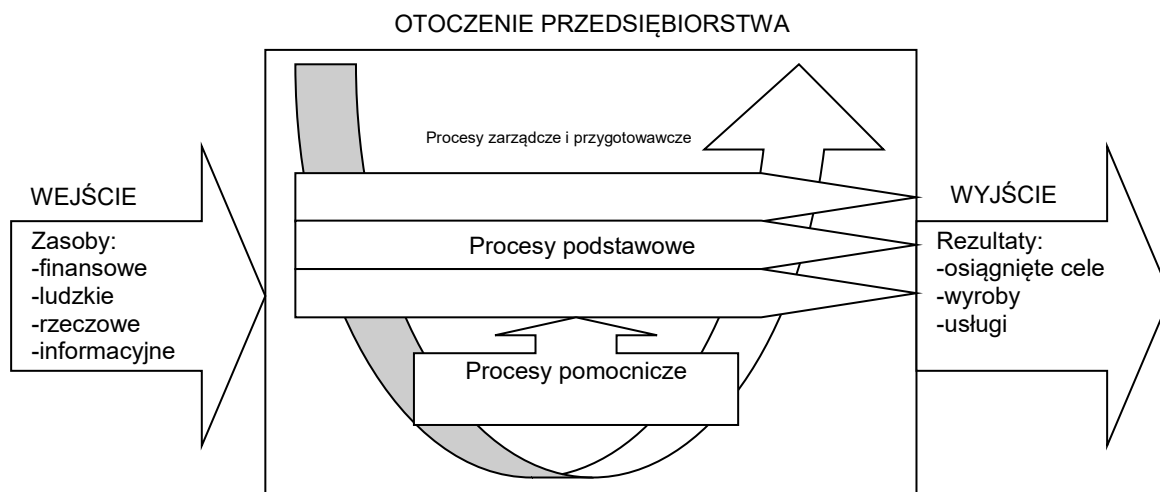 OTOCZENIE PRZEDSIĘBIORSTWA
Procesy zarządcze i przygotowawcze
WEJŚCIE
Zasoby:
-finansowe
-ludzkie
-rzeczowe
-informacyjne
Procesy podstawowe
Procesy pomocnicze
WYJŚCIE
Rezultaty:
-osiągnięte cele
-wyroby
-usługi